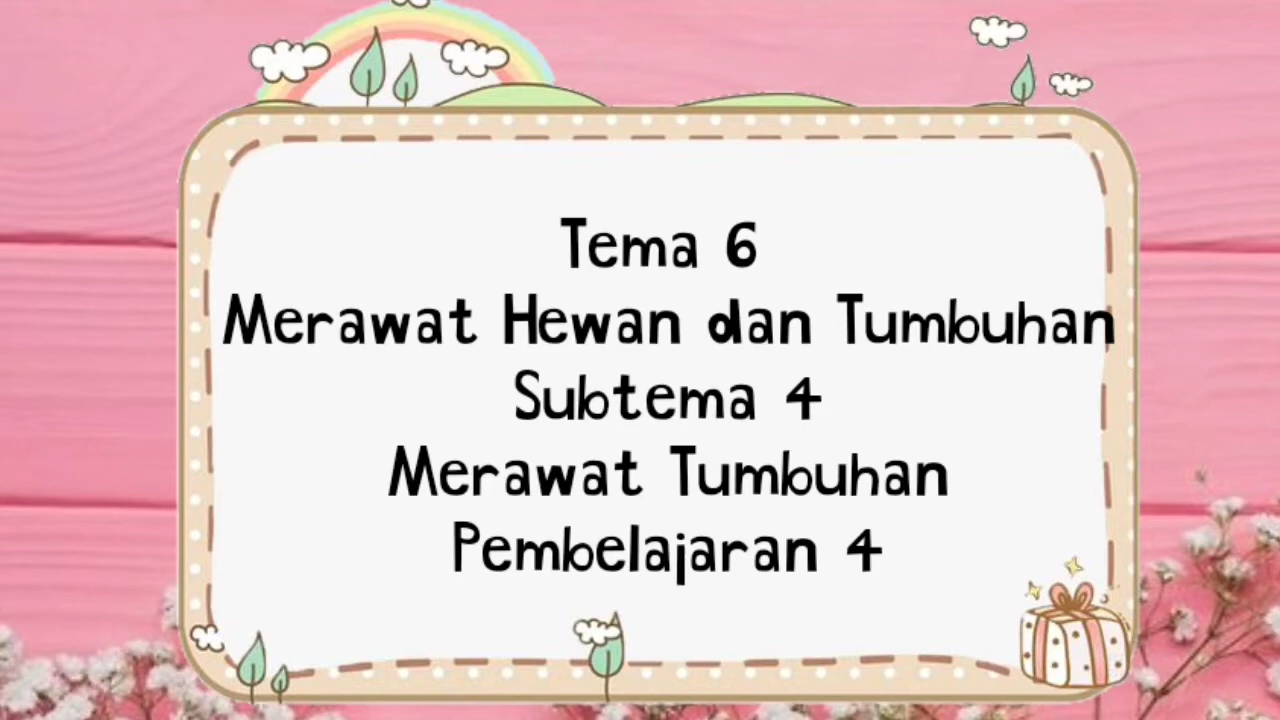 Tema 6
Merawat Hewan dan Tumbuhan
Subtema 4
Merawat Tumbuhan
Pembelajaran 4